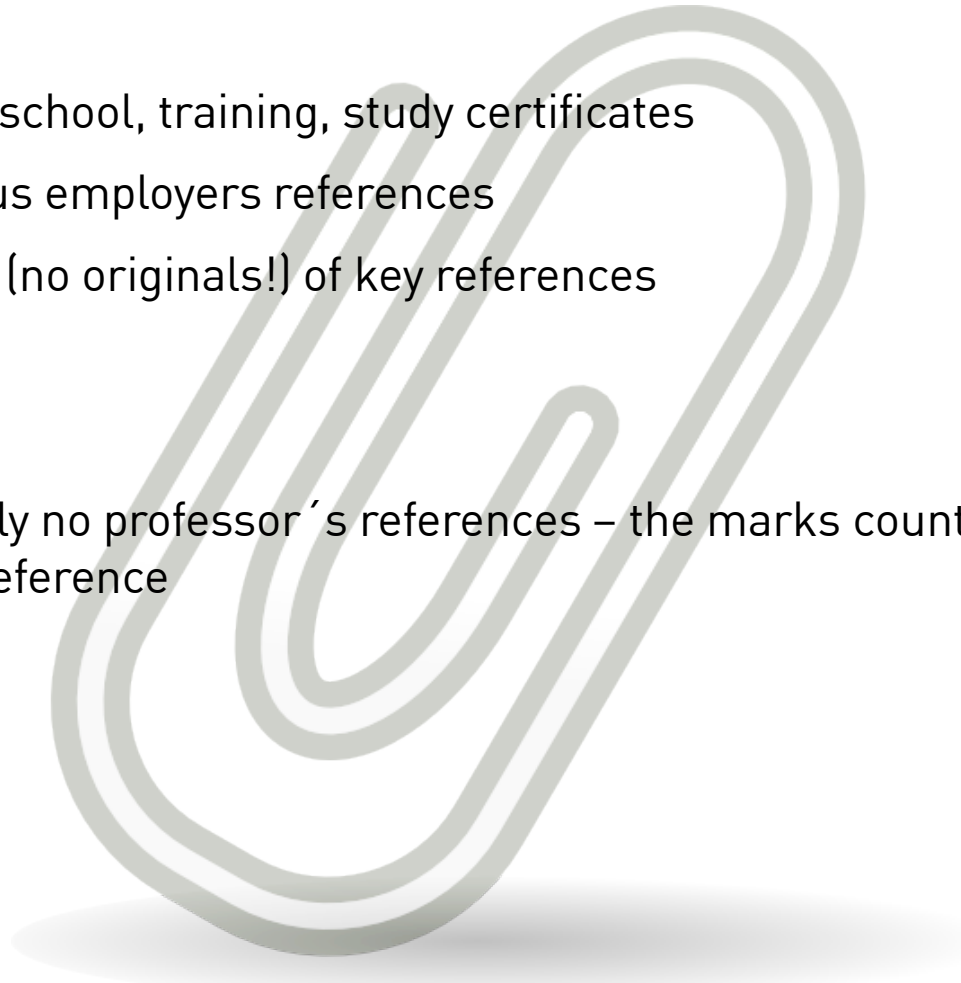 school, training, study certificates
us employers references
(no originals!) of key references
ly no professor´s references – the marks count
eference